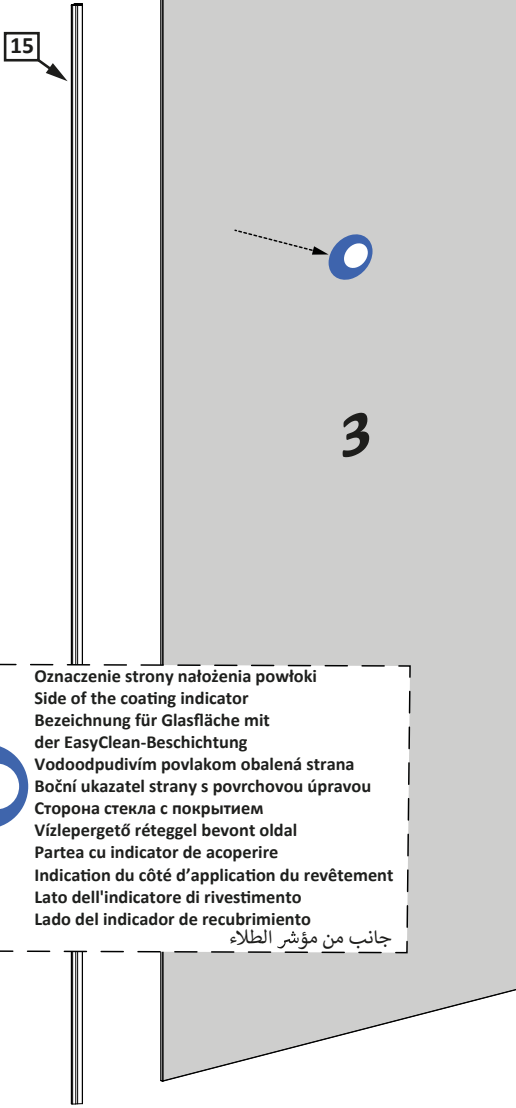 15
3
Oznaczenie strony nałożenia powłoki
Side of the coating indicator
Bezeichnung für Glasfläche mit
der EasyClean-Beschichtung
Vodoodpudivím povlakom obalená strana
Boční ukazatel strany s povrchovou úpravou
Сторона стекла с покрытием
Vízlepergető réteggel bevont oldal
Partea cu indicator de acoperire
Indication du côté d’application du revêtement
Lato dell'indicatore di rivestimento
Lado del indicador de recubrimiento
جانب من مؤشر الطلاء